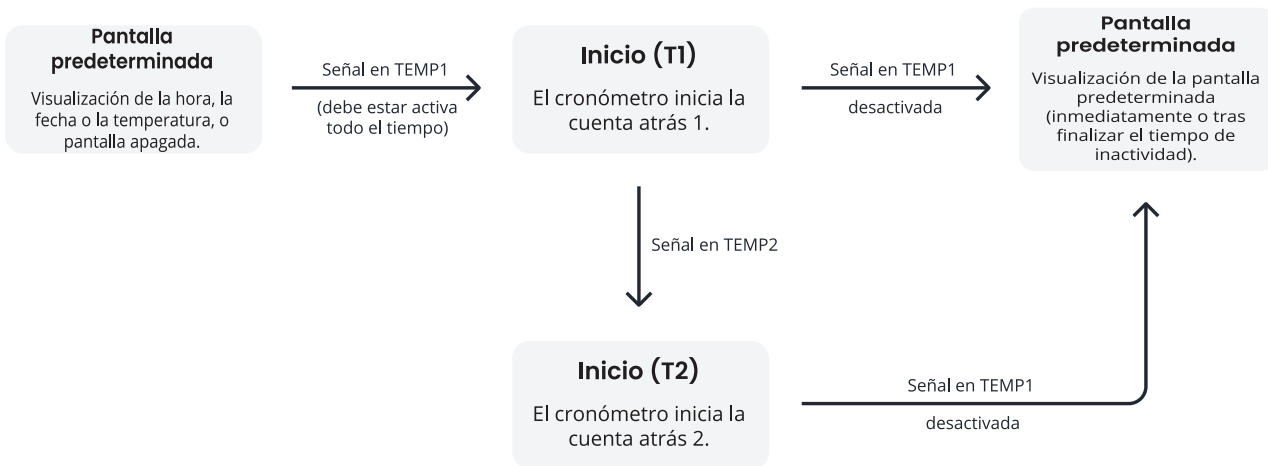 Pantalla
predeterminada
Visualización de la hora, la
fecha o la temperatura, o
pantalla apagada.
Señal en TEMP1
(debe estar activa
todo el tiempo)
Inicio (T1)
El cronómetro inicia la
cuenta atrás 1.
Señal en TEMP1
desactivada
Pantalla
predeterminada
Visualización de la pantalla
predeterminada
(inmediatamente o tras
finalizar el tiempo de
inactividad).
Señal en TEMP2
Inicio (T2)
El cronómetro inicia la
cuenta atrás 2.
Señal en TEMP1
desactivada